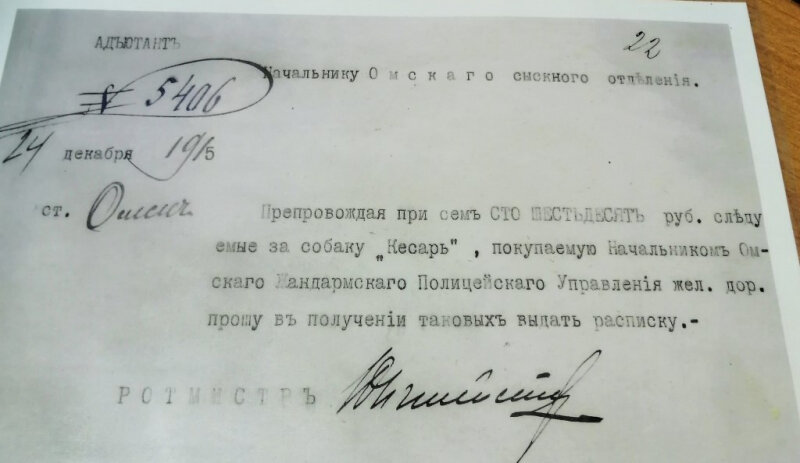 АДЪЮТАНТЪ
22
Начальнику Омскаго сыскного отдѣленія.
№ 5406
24 декабря 1915
ст. Омскъ
Препровождая при семъ СТО ШЕСТЬДЕСЯТЬ руб. слѣду
емые за собаку „Кесарь", покупаемую Начальникомъ Ом-
скаго Жандармскаго Полицейскаго Управленія жел. дор.
прошу въ полученіи таковыхъ выдать расписку.-
РОТМИСТРЪ